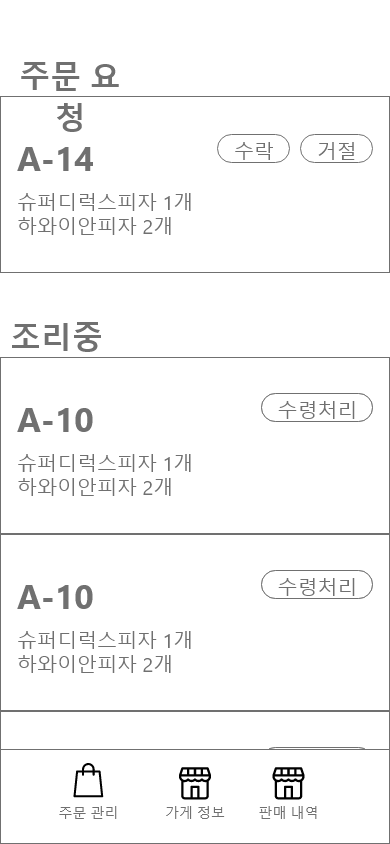 주문 요
청
A-14
수락 거절
슈퍼디럭스피자 1개
하와이안피자 2개
조리중
A-10
수령처리
슈퍼디럭스피자 1개
하와이안피자 2개
A-10
수령처리
슈퍼디럭스피자 1개
하와이안피자 2개
주문 관리 가게 정보 판매 내역